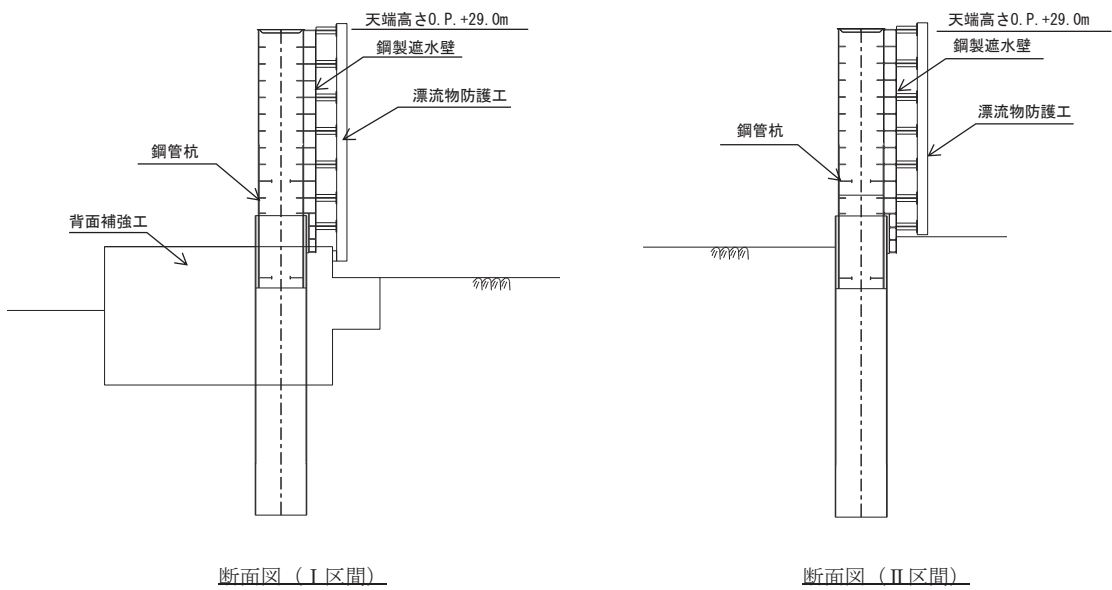 天端高さO.P.+29.0m
鋼製遮水壁
漂流物防護工
鋼管杭
背面補強工
断面図（Ⅰ区間）
天端高さO.P.+29.0m
鋼製遮水壁
漂流物防護工
鋼管杭
断面図（Ⅱ区間）